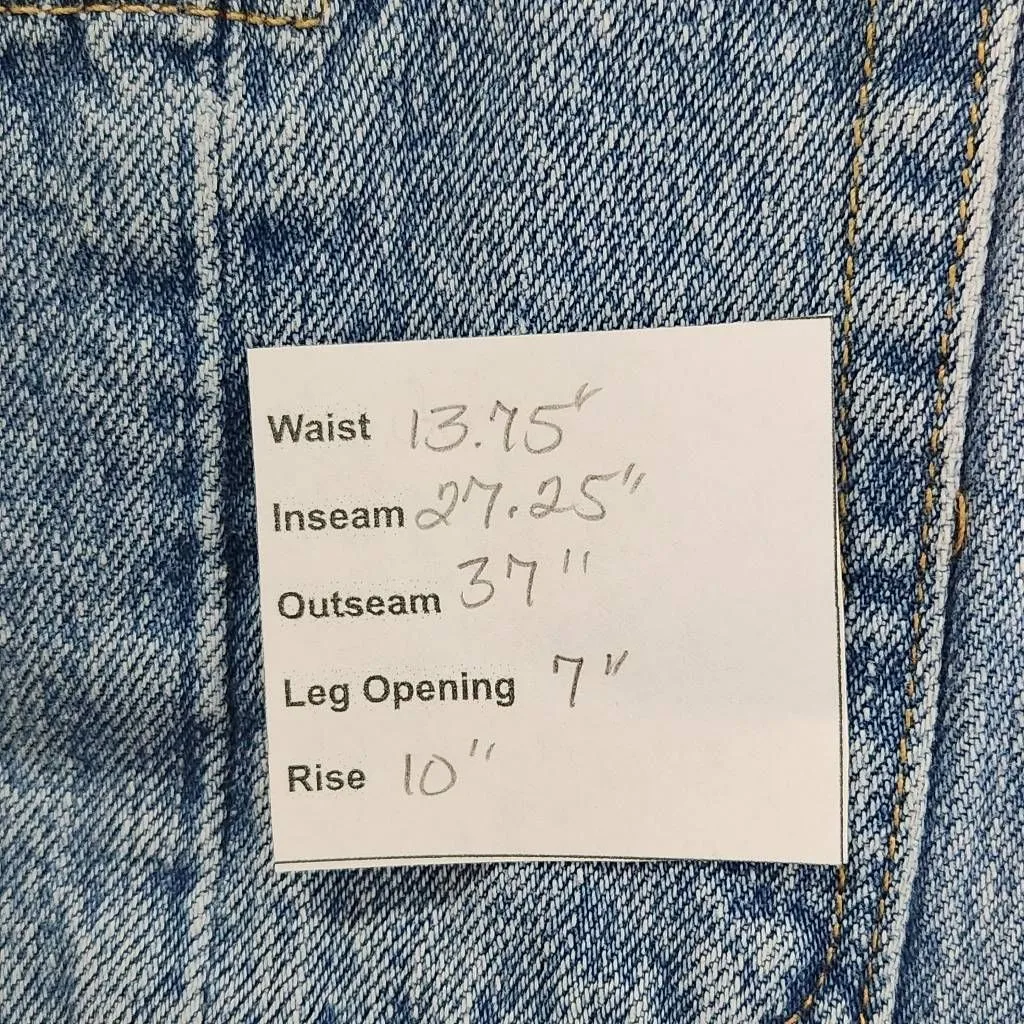 Waist 13.75"
Inseam 27.25"
Outseam 37"
Leg Opening 7"
Rise 10"